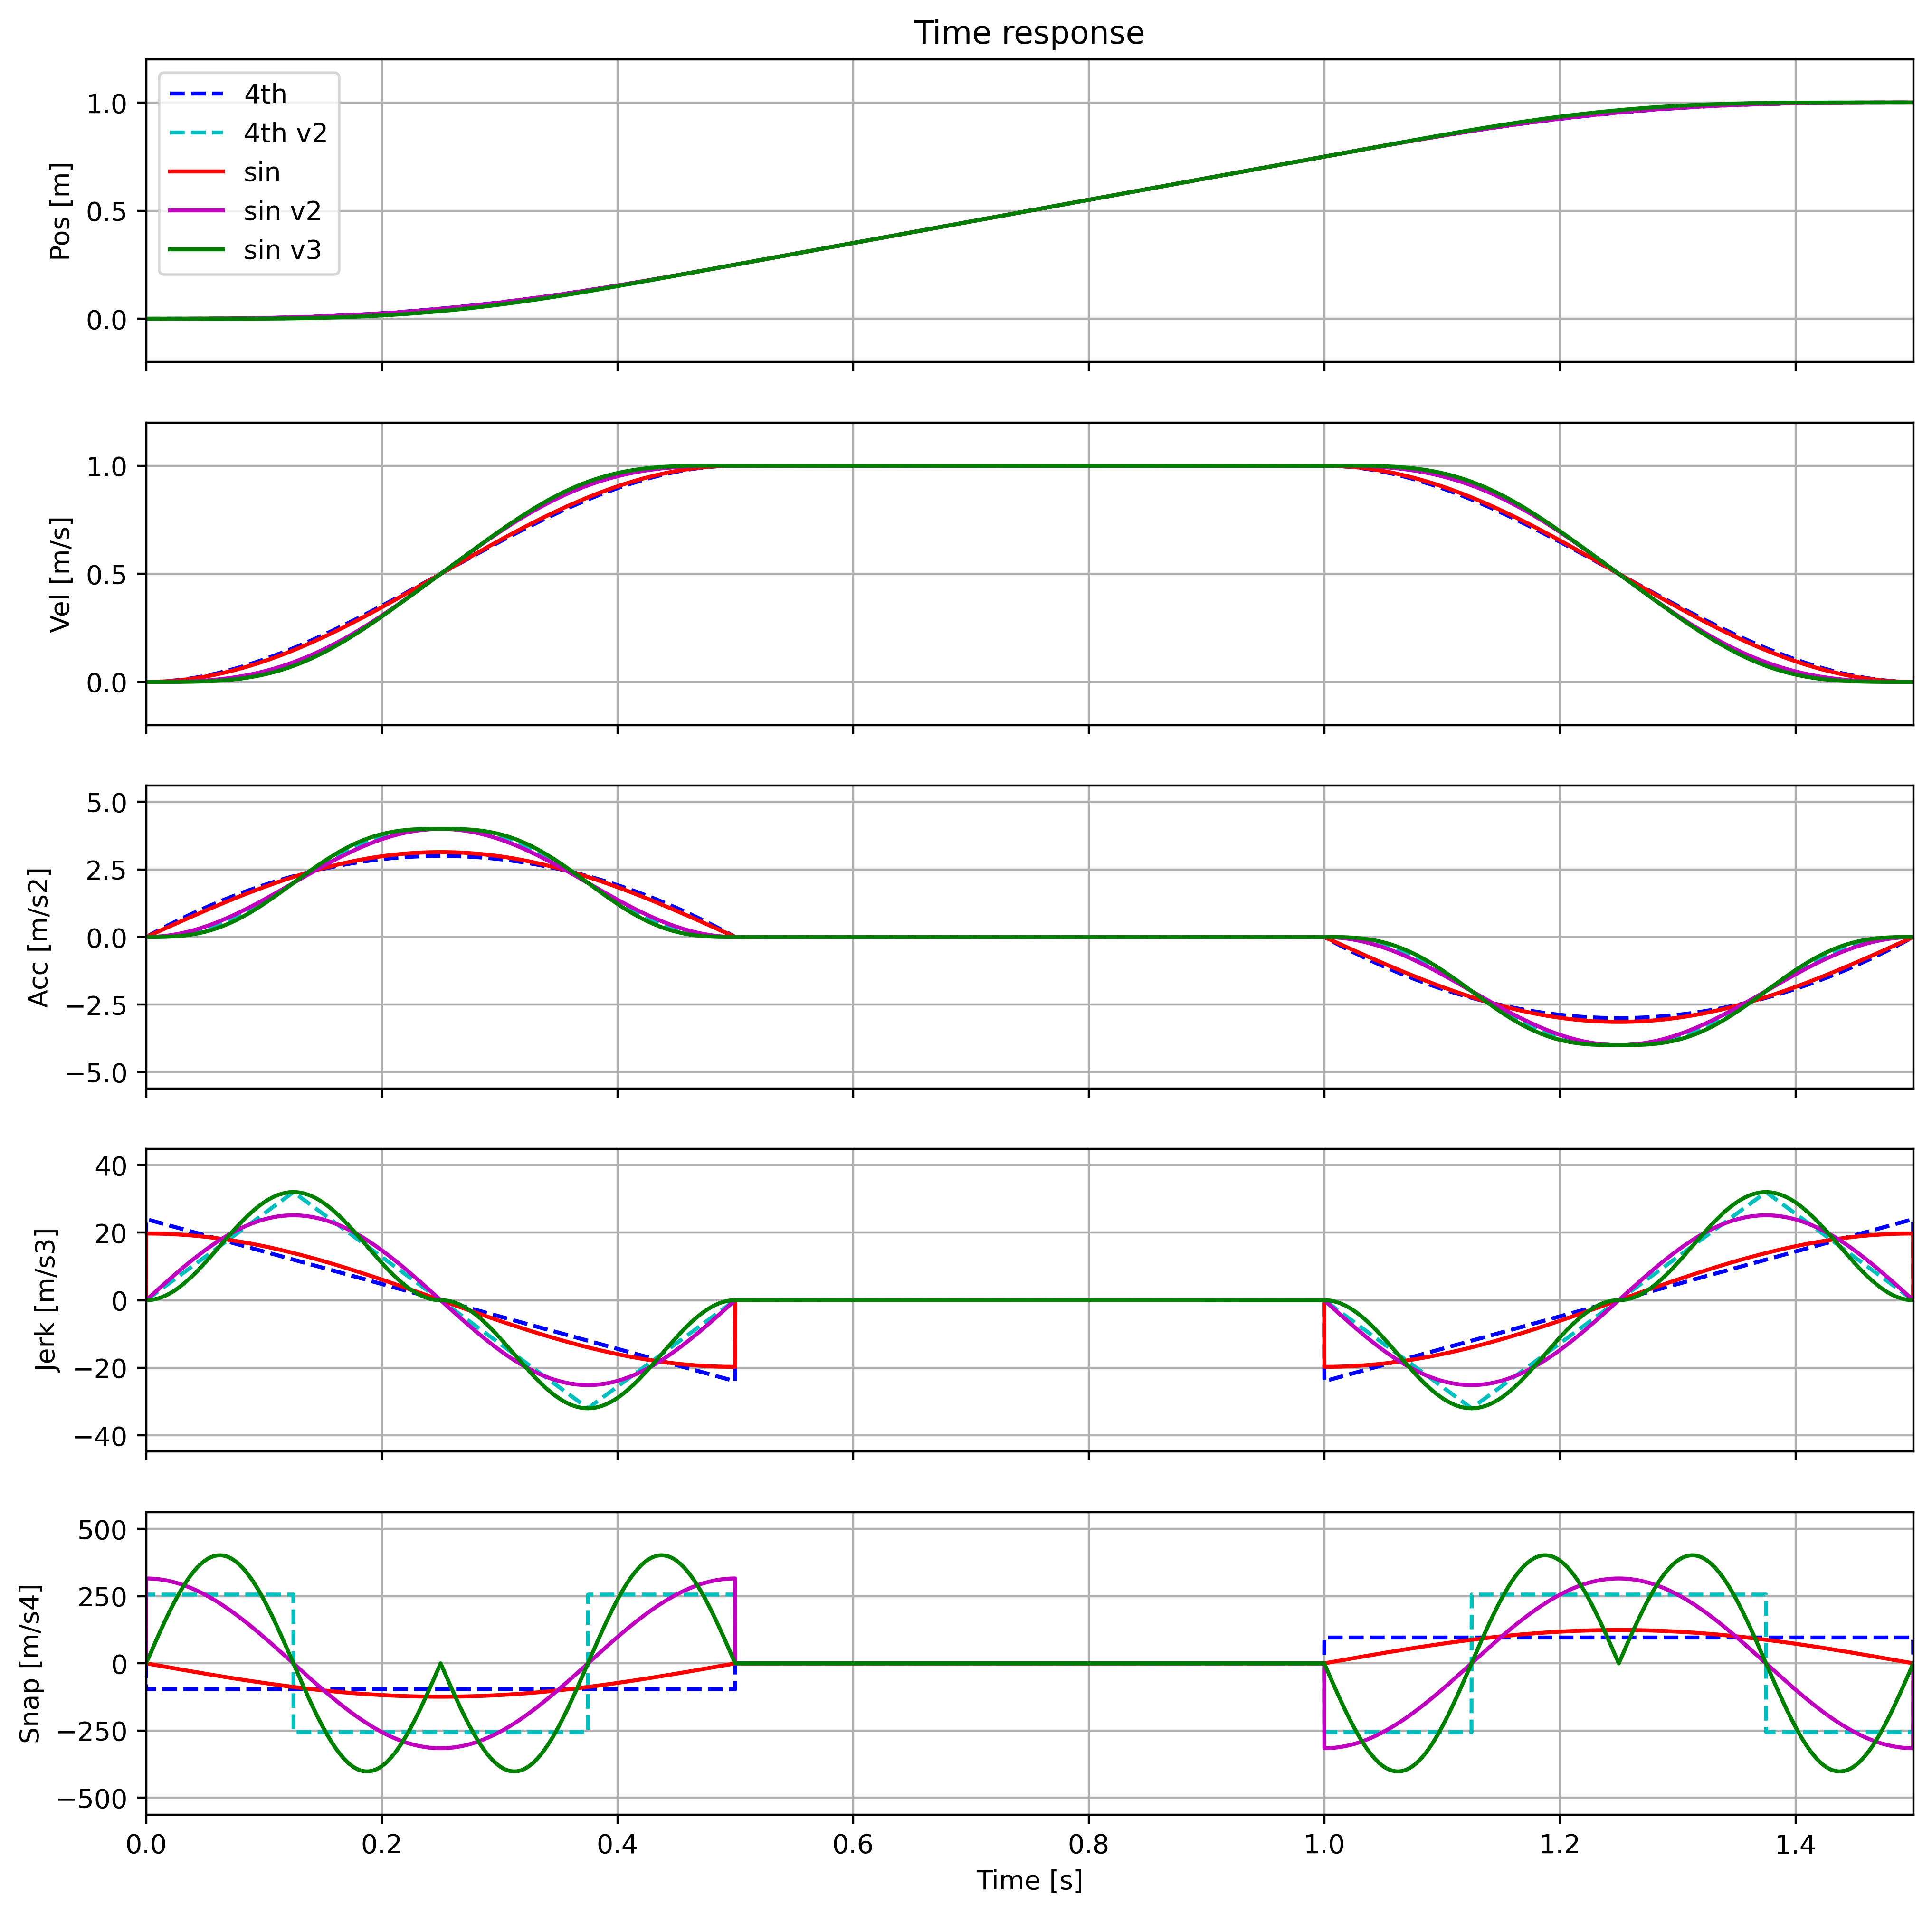 Time response
1.0
0.5
0.0
Pos [m]
4th
4th v2
sin
sin v2
sin v3
1.0
0.5
0.0
Vel [m/s]
5.0
2.5
0.0
−2.5
−5.0
Acc [m/s2]
40
20
0
−20
−40
Jerk [m/s3]
500
250
0
−250
−500
Snap [m/s4]
0.0 0.2 0.4 0.6 0.8 1.0 1.2 1.4
Time [s]